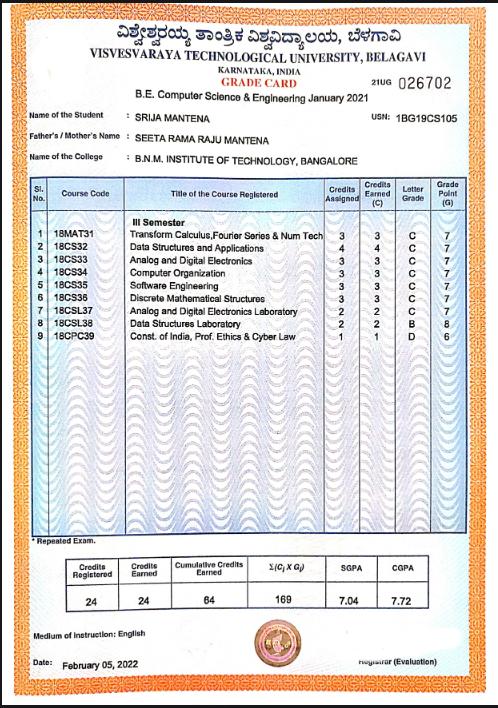 ವಿಶ್ವೇಶ್ವರಯ್ಯ ತಾಂತ್ರಿಕ ವಿಶ್ವವಿದ್ಯಾಲಯ, ಬೆಳಗಾವಿ
VISVESVARAYA TECHNOLOGICAL UNIVERSITY, BELAGAVI
KARNATAKA, INDIA
GRADE CARD
21UG 026702
B.E. Computer Science & Engineering January 2021
Name of the Student : SRIJA MANTENA USN: 1BG19CS105
Father's / Mother's Name : SEETA RAMA RAJU MANTENA
Name of the College : B.N.M. INSTITUTE OF TECHNOLOGY, BANGALORE
Sl. No. Course Code Title of the Course Registered Credits Assigned Credits Earned (C) Letter Grade Grade Point (G)
III Semester
1 18MAT31 Transform Calculus,Fourier Series & Num Tech 3 3 C 7
2 18CS32 Data Structures and Applications 4 4 C 7
3 18CS33 Analog and Digital Electronics 3 3 C 7
4 18CS34 Computer Organization 3 3 C 7
5 18CS35 Software Engineering 3 3 C 7
6 18CS36 Discrete Mathematical Structures 3 3 C 7
7 18CSL37 Analog and Digital Electronics Laboratory 2 2 C 7
8 18CSL38 Data Structures Laboratory 2 2 B 8
9 18CPC39 Const. of India, Prof. Ethics & Cyber Law 1 1 D 6
* Repeated Exam.
Credits Registered Credits Earned Cumulative Credits Earned Σ(Cj X Gj) SGPA CGPA
24 24 64 169 7.04 7.72
Medium of Instruction: English
Date: February 05, 2022
Registrar (Evaluation)